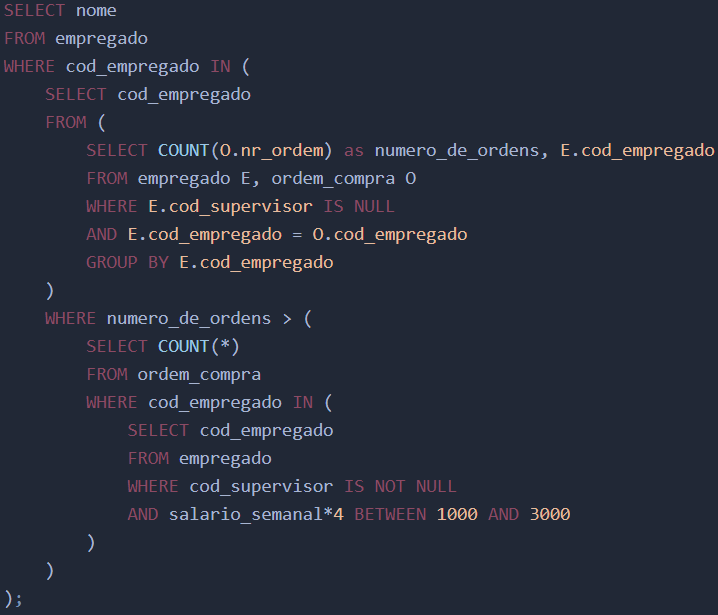 SELECT nome
FROM empregado
WHERE cod_empregado IN (
    SELECT cod_empregado
    FROM (
        SELECT COUNT(O.nr_ordem) as numero_de_ordens, E.cod_empregado
        FROM empregado E, ordem_compra O
        WHERE E.cod_supervisor IS NULL
        AND E.cod_empregado = O.cod_empregado
        GROUP BY E.cod_empregado
    )
    WHERE numero_de_ordens > (
        SELECT COUNT(*)
        FROM ordem_compra
        WHERE cod_empregado IN (
            SELECT cod_empregado
            FROM empregado
            WHERE cod_supervisor IS NOT NULL
            AND salario_semanal*4 BETWEEN 1000 AND 3000
        )
    )
);